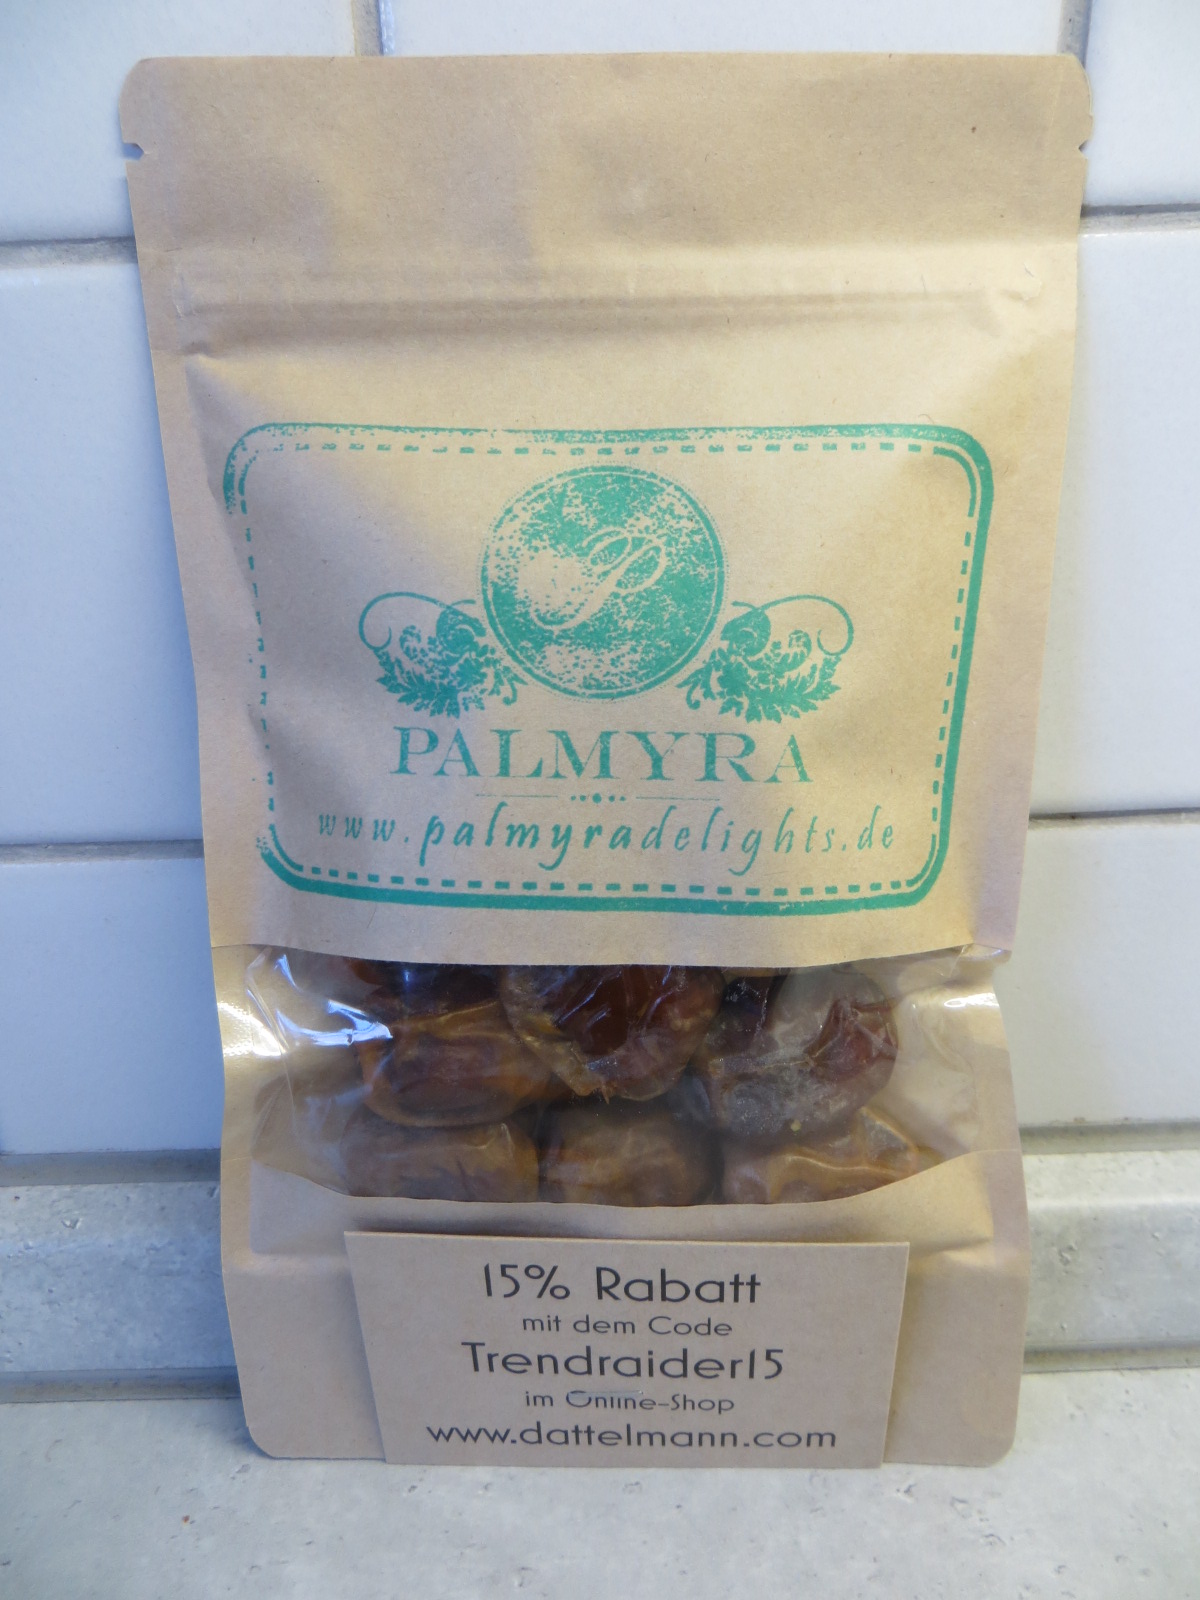 P
PALMYRA
www.palmyradelights.de
15% Rabatt
mit dem Code
Trendraider15
im Online-Shop
www.dattelmann.com